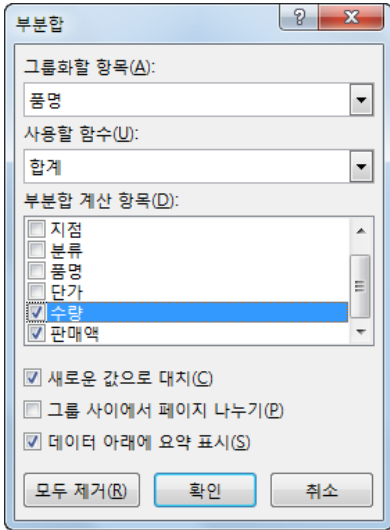 부분합
그룹화할 항목(A):
품명
사용할 함수(U):
합계
부분합 계산 항목(D):
지점
분류
품명
단가
수량
판매액
새로운 값으로 대치(C)
그룹 사이에서 페이지 나누기(P)
데이터 아래에 요약 표시(S)
모두 제거(R) 확인 취소